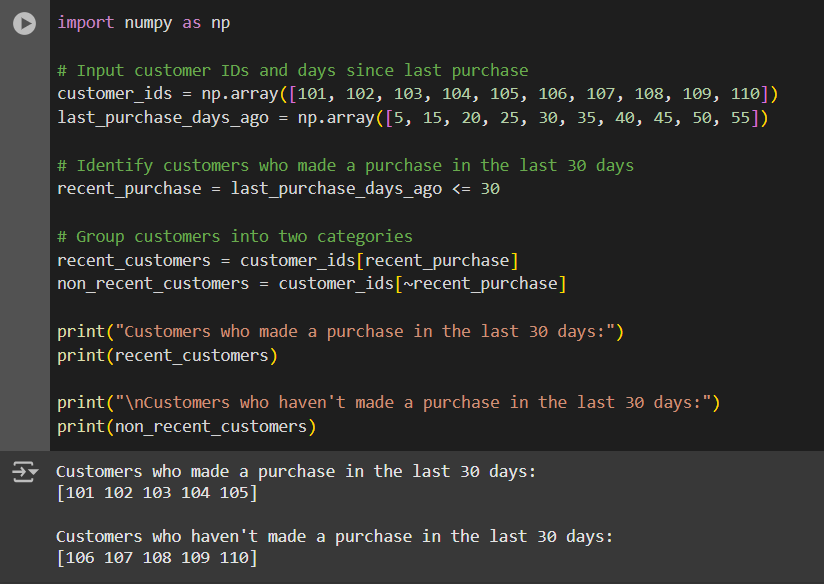 import numpy as np
# Input customer IDs and days since last purchase
customer_ids = np.array([101, 102, 103, 104, 105, 106, 107, 108, 109, 110])
last_purchase_days_ago = np.array([5, 15, 20, 25, 30, 35, 40, 45, 50, 55])
# Identify customers who made a purchase in the last 30 days
recent_purchase = last_purchase_days_ago <= 30
# Group customers into two categories
recent_customers = customer_ids[recent_purchase]
non_recent_customers = customer_ids[~recent_purchase]
print("Customers who made a purchase in the last 30 days:")
print(recent_customers)
print("\nCustomers who haven't made a purchase in the last 30 days:")
print(non_recent_customers)
Customers who made a purchase in the last 30 days:
[101 102 103 104 105]
Customers who haven't made a purchase in the last 30 days:
[106 107 108 109 110]